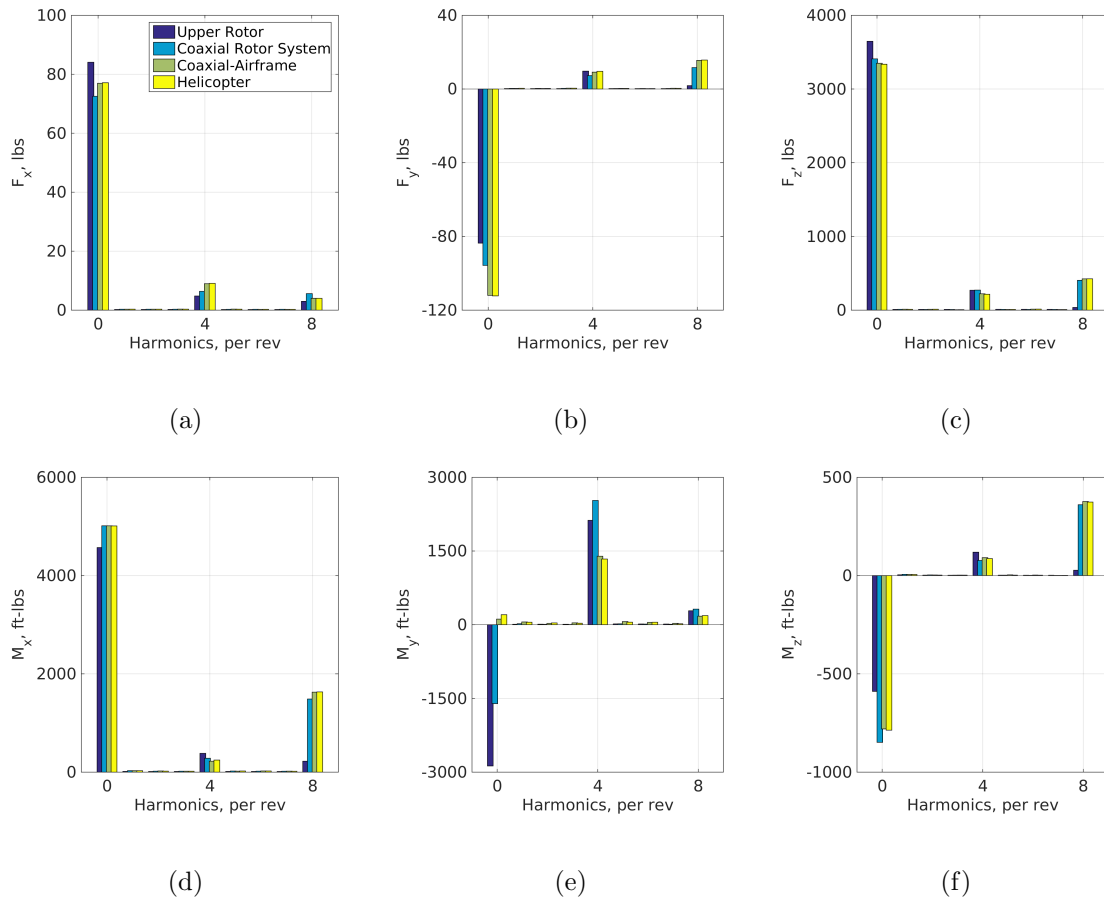 100
80
60
40
20
0
F_x, lbs
0 4 8
Harmonics, per rev
Upper Rotor
Coaxial Rotor System
Coaxial-Airframe
Helicopter
(a)
40
0
-40
-80
-120
F_y, lbs
0 4 8
Harmonics, per rev
(b)
4000
3000
2000
1000
0
F_z, lbs
0 4 8
Harmonics, per rev
(c)
6000
4000
2000
0
M_x, ft-lbs
0 4 8
Harmonics, per rev
(d)
3000
1500
0
-1500
-3000
M_y, ft-lbs
0 4 8
Harmonics, per rev
(e)
500
0
-500
-1000
M_z, ft-lbs
0 4 8
Harmonics, per rev
(f)